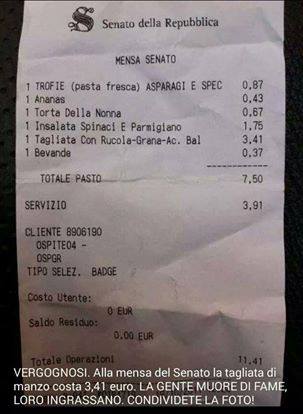 Senato della Repubblica
MENSA SENATO
1 TROFIE (pasta fresca) ASPARAGI E SPEC 0,87
1 Ananas 0,43
1 Torta Della Nonna 0,67
1 Insalata Spinaci E Parmigiano 1,75
1 Tagliata Con Rucola-Grana-Ac. Bal 3,41
1 Bevande 0,37
TOTALE PASTO 7,50
SERVIZIO 3,91
CLIENTE 8906190
OSPITE04 -
OSPGR
TIPO SELEZ. BADGE
Costo Utente:
0 EUR
Saldo Residuo:
0.00 EUR
Totale Operazioni 11,41
VERGOGNOSI. Alla mensa del Senato la tagliata di
manzo costa 3,41 euro. LA GENTE MUORE DI FAME,
LORO INGRASSANO. CONDIVIDETE LA FOTO!